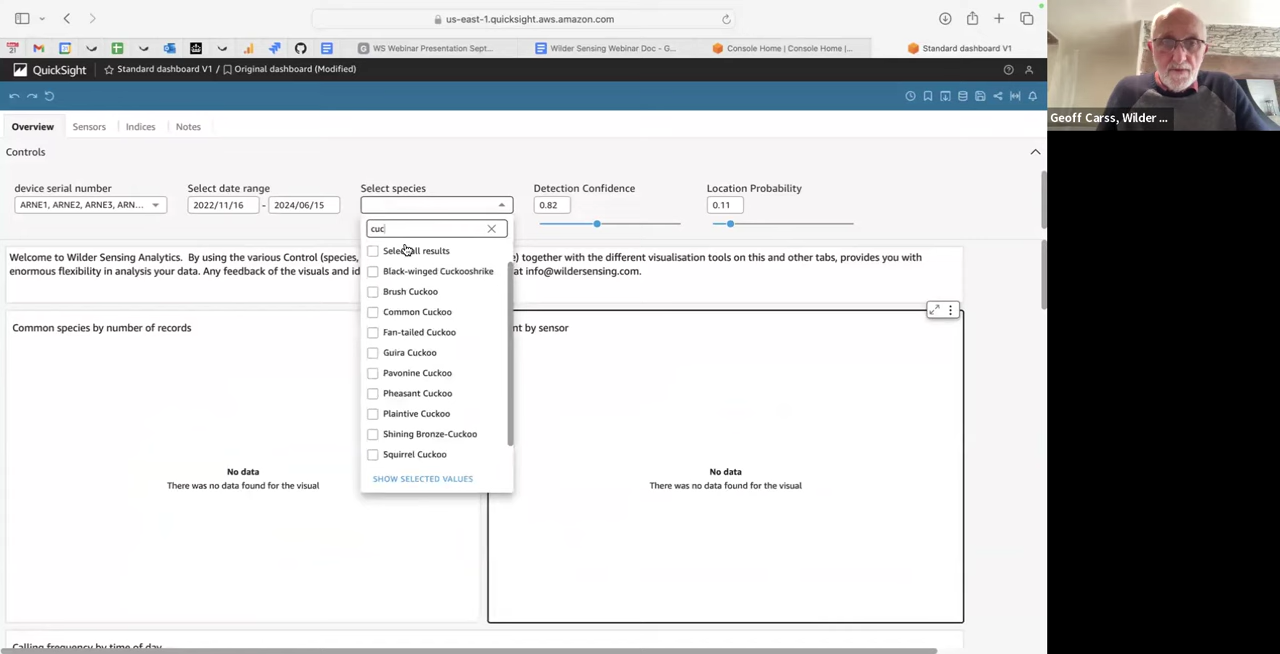 us-east-1.quicksight.aws.amazon.com
WS Webinar Presentation Sept...
Wilder Sensing Webinar Doc - G...
Console Home | Console Home |...
Standard dashboard V1
QuickSight
Standard dashboard V1 / Original dashboard (Modified)
Geoff Carss, Wilder ...
Overview
Sensors
Indices
Notes
Controls
device serial number
Select date range
Select species
Detection Confidence
Location Probability
ARNE1, ARNE2, ARNE3, ARN...
2022/11/16 - 2024/06/15
0.82
0.11
cuc
Select all results
Black-winged Cuckooshrike
Brush Cuckoo
Common Cuckoo
Fan-tailed Cuckoo
Guira Cuckoo
Pavonine Cuckoo
Pheasant Cuckoo
Plaintive Cuckoo
Shining Bronze-Cuckoo
Squirrel Cuckoo
SHOW SELECTED VALUES
Welcome to Wilder Sensing Analytics. By using the various Control (species,
e) together with the different visualisation tools on this and other tabs, provides you with
enormous flexibility in analysis your data. Any feedback of the visuals and id
at info@wildersensing.com.
Common species by number of records
nt by sensor
No data
There was no data found for the visual
No data
There was no data found for the visual
Calling frequency by time of day